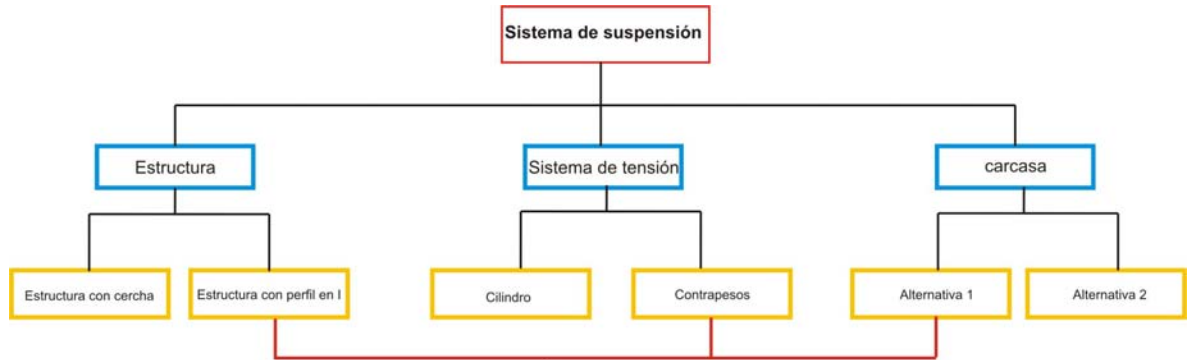 Sistema de suspensión
Estructura
Sistema de tensión
carcasa
Estructura con cercha
Estructura con perfil en I
Cilindro
Contrapesos
Alternativa 1
Alternativa 2